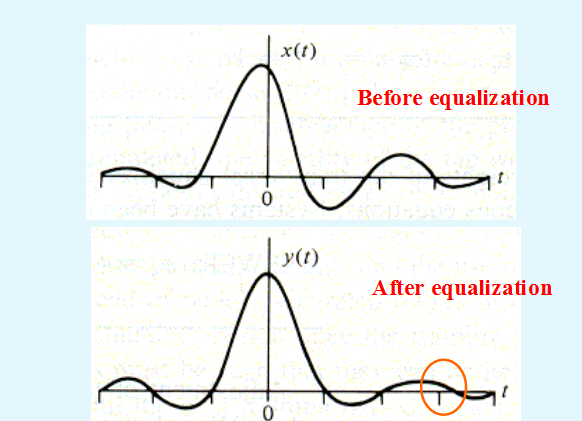 x(t)
Before equalization
t
0
y(t)
After equalization
t
0